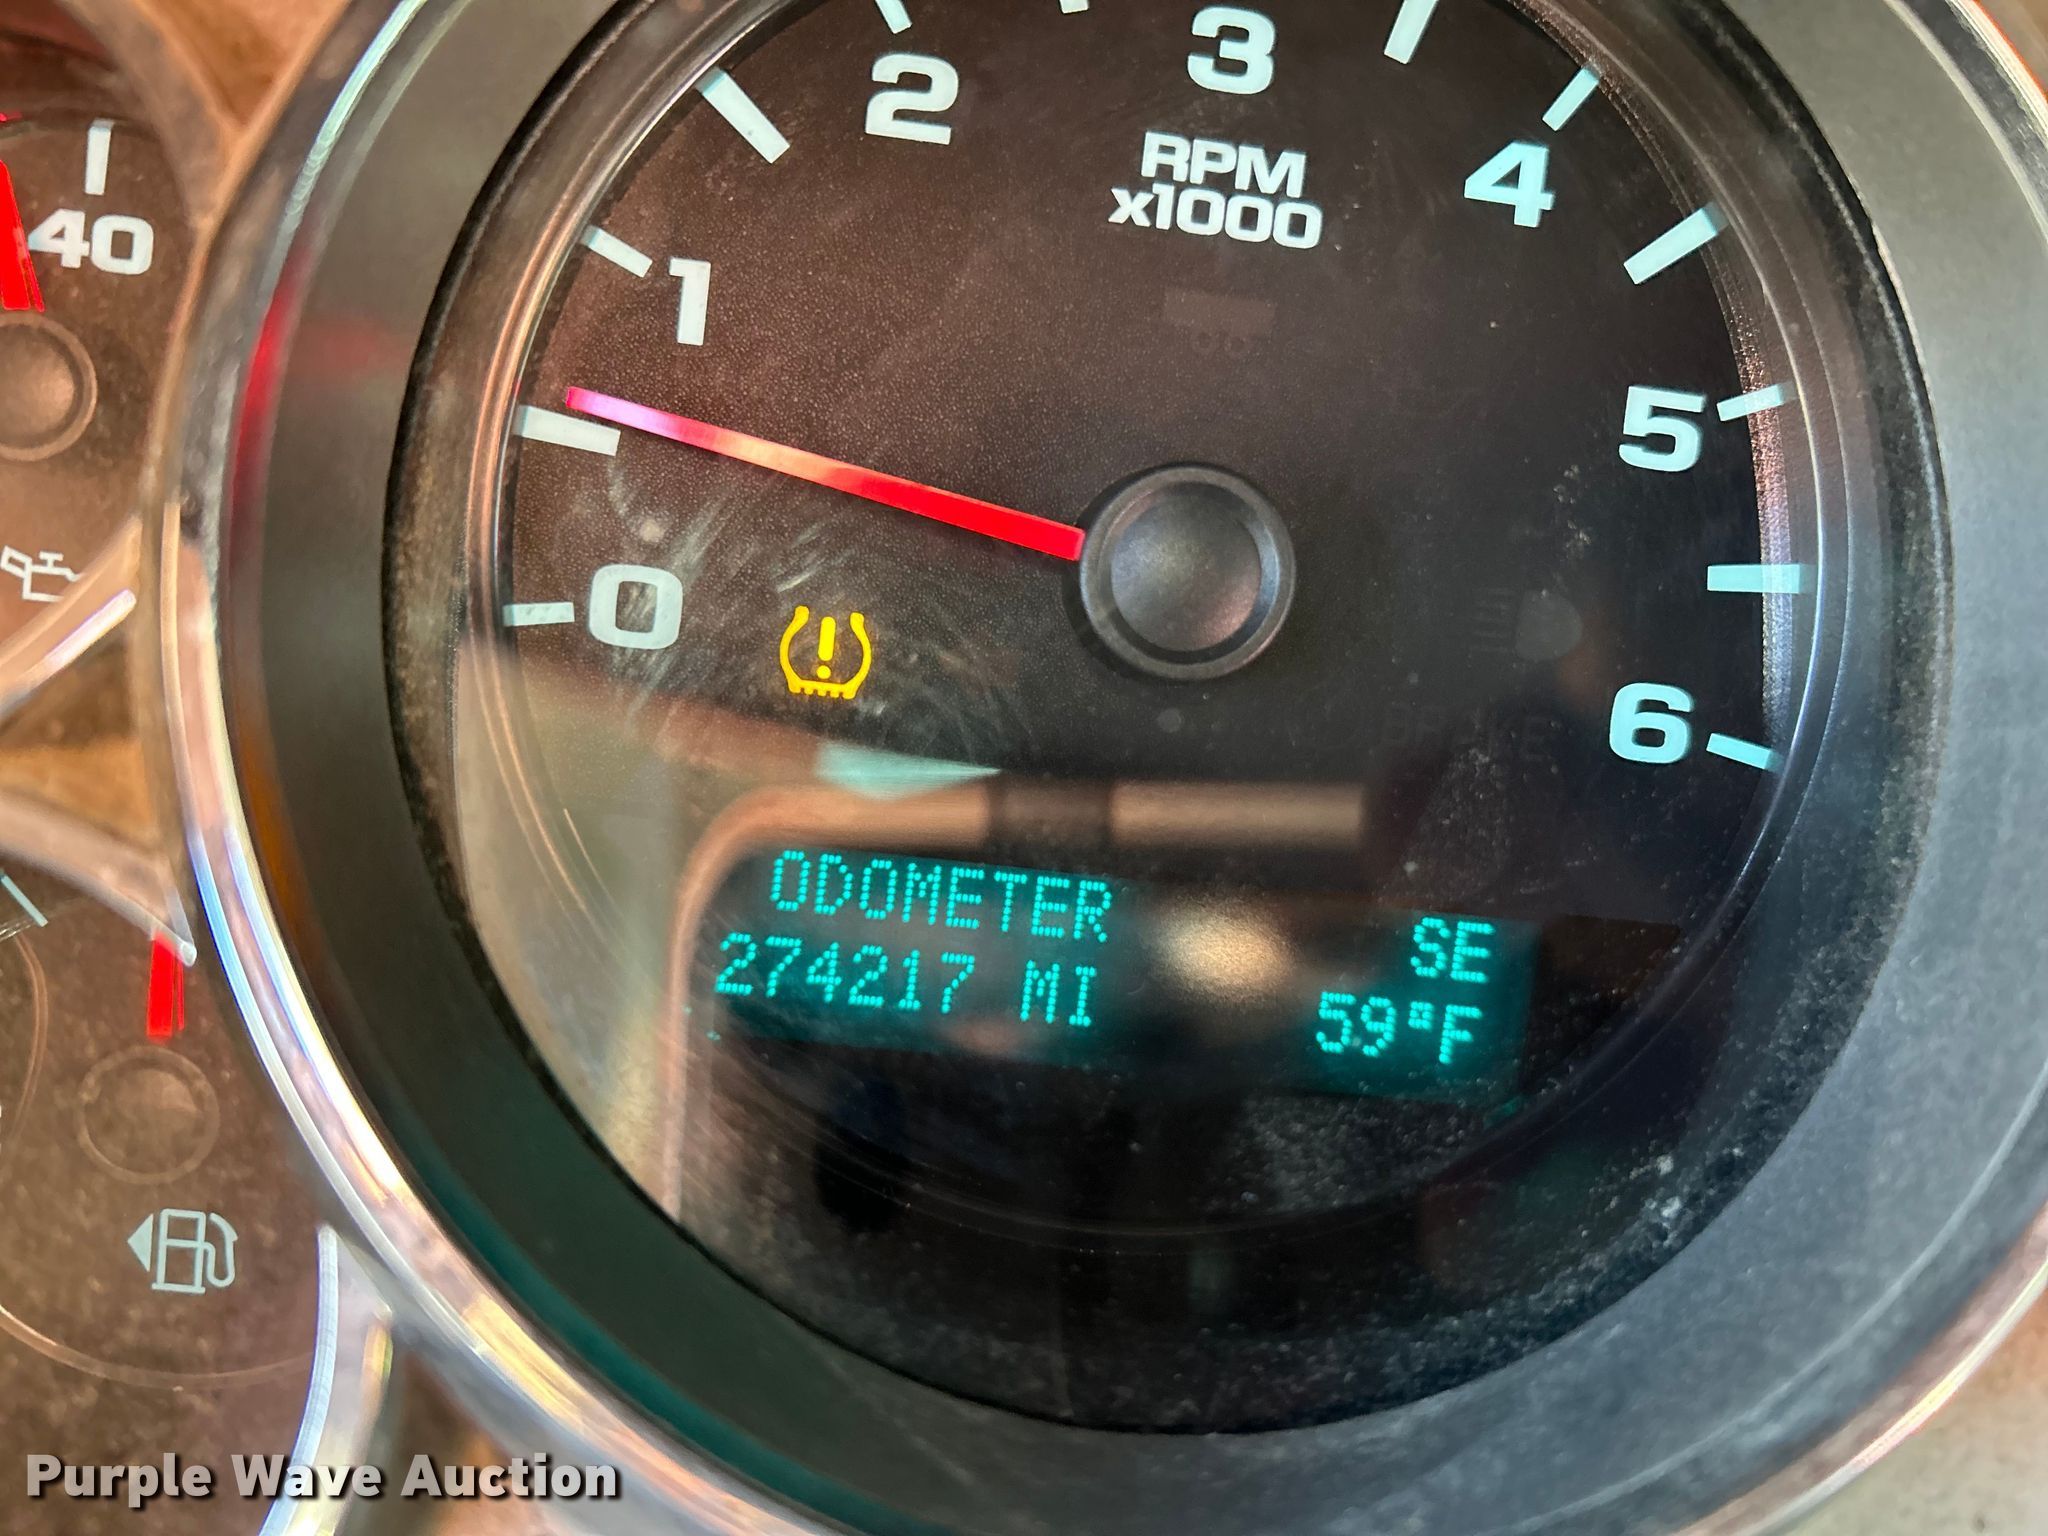 3
2
4
RPM
x1000
40
1
5
0
6
ODOMETER
SE
274217 MI
59°F
Purple Wave Auction